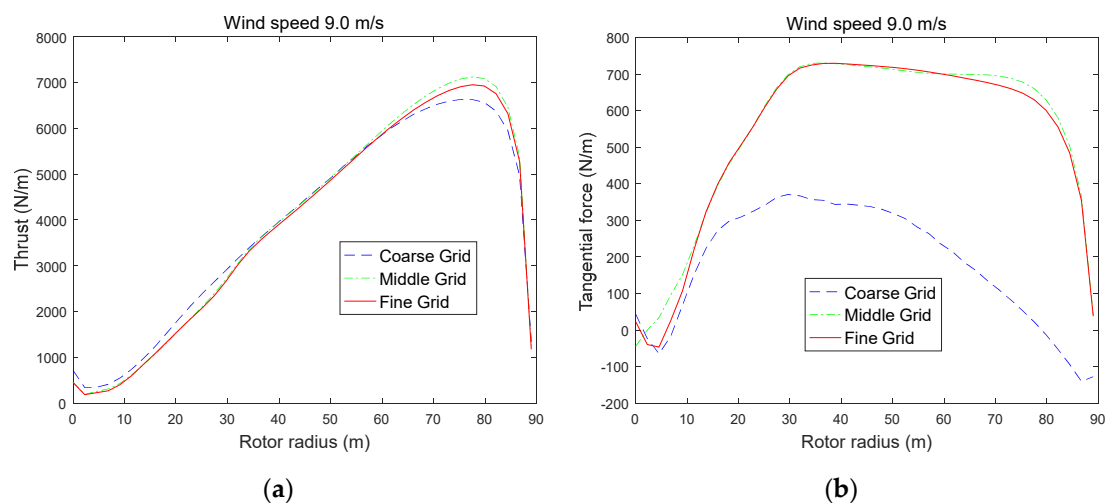 Wind speed 9.0 m/s
8000
7000
6000
5000
4000
3000
2000
1000
0
Thrust (N/m)
Coarse Grid
Middle Grid
Fine Grid
0 10 20 30 40 50 60 70 80 90
Rotor radius (m)
(a)
Wind speed 9.0 m/s
800
700
600
500
400
300
200
100
0
-100
-200
Tangential force (N/m)
Coarse Grid
Middle Grid
Fine Grid
0 10 20 30 40 50 60 70 80 90
Rotor radius (m)
(b)